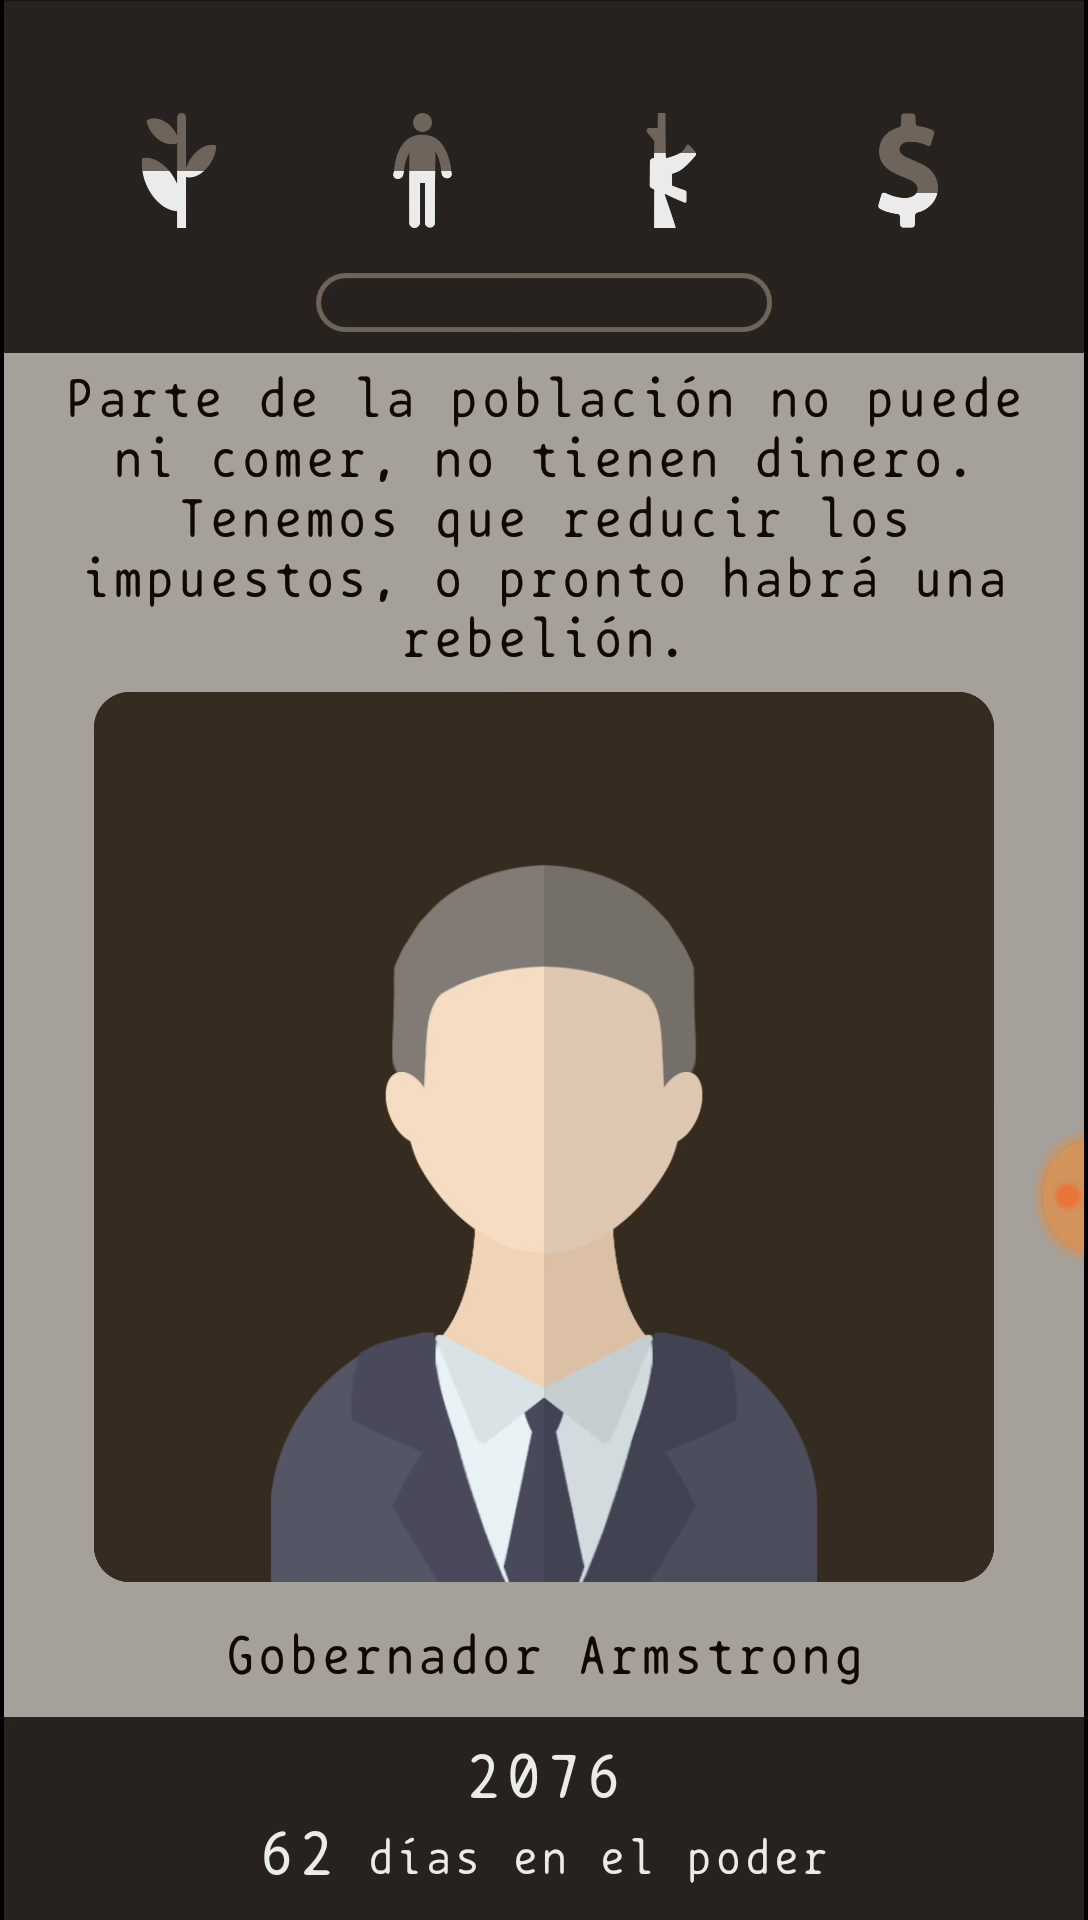 Parte de la población no puede
ni comer, no tienen dinero.
Tenemos que reducir los
impuestos, o pronto habrá una
rebelión.
Gobernador Armstrong
2076
62 días en el poder